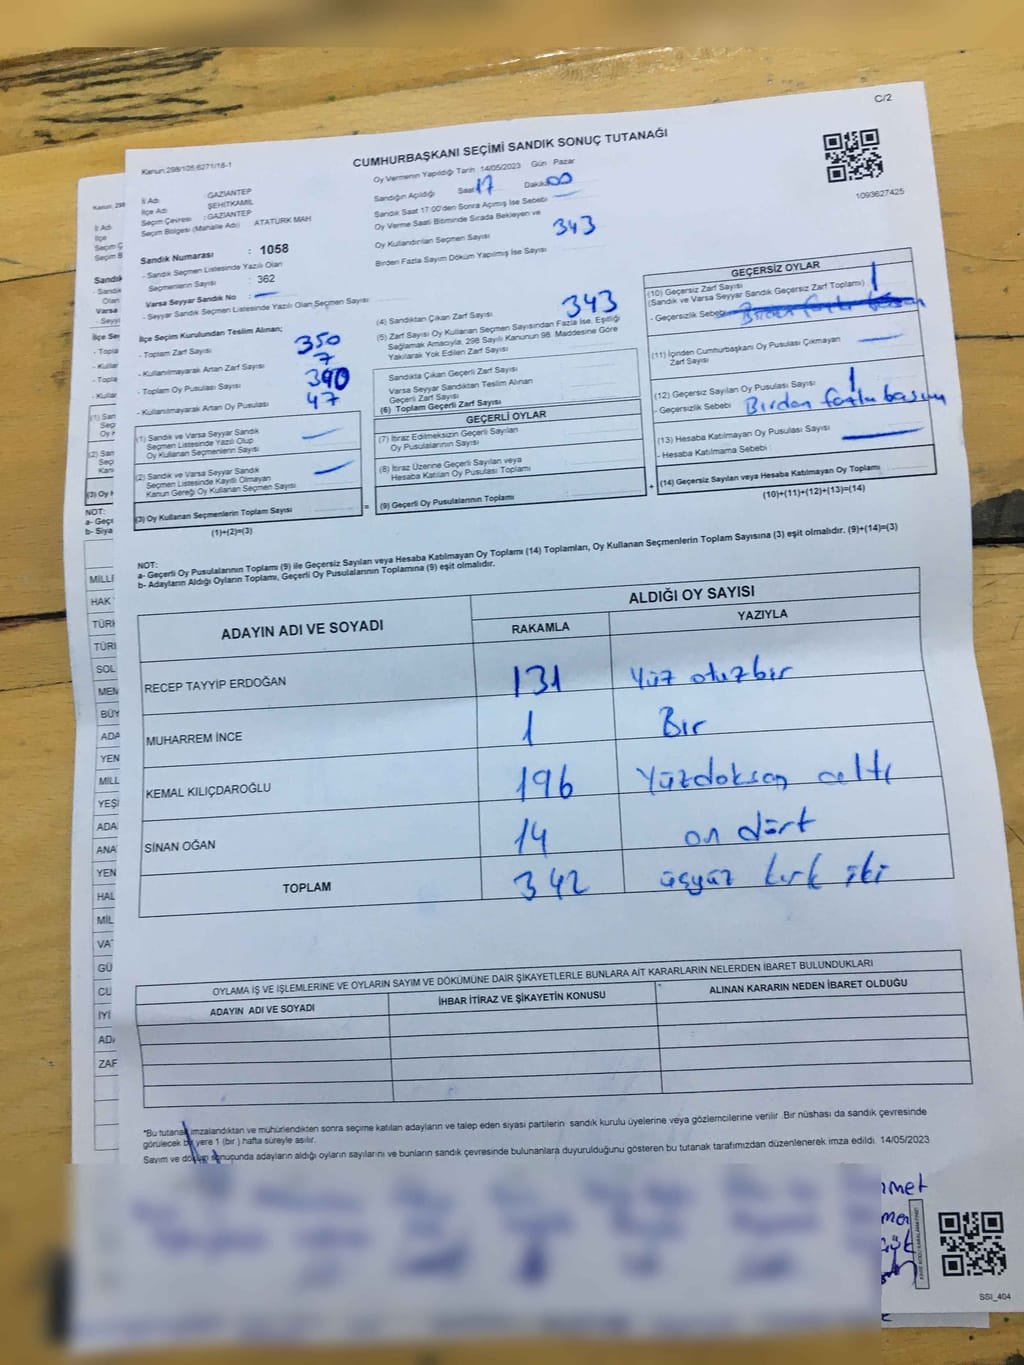 C/2
Kanun:298/105;6271/16-1
CUMHURBAŞKANI SEÇİMİ SANDIK SONUÇ TUTANAĞI
1093627425
İl Adı : GAZİANTEP
İlçe Adı : ŞEHİTKAMİL
Seçim Çevresi : GAZİANTEP
Seçim Bölgesi (Mahalle Adı) ATATÜRK MAH
Sandık Numarası : 1058
- Sandık Seçmen Listesinde Yazılı Olan
Seçmenlerin Sayısı : 362
Varsa Seyyar Sandık No :
- Seyyar Sandık Seçmen Listesinde Yazılı Olan Seçmen Sayısı :
Oy Vermenin Yapıldığı Tarih 14/05/2023 Gün Pazar
Sandığın Açıldığı Saat 17 Dakika 00
Sandık Saat 17:00'den Sonra Açılmış İse Sebebi
Oy Verme Saati Bitiminde Sırada Bekleyen ve
Oy Kullandırılan Seçmen Sayısı 343
Birden Fazla Sayım Döküm Yapılmış İse Sayısı
İlçe Seçim Kurulundan Teslim Alınan;
- Toplam Zarf Sayısı 350
- Kullanılmayarak Artan Zarf Sayısı 7
- Toplam Oy Pusulası Sayısı 390
- Kullanılmayarak Artan Oy Pusulası 47
(1) Sandık ve Varsa Seyyar Sandık
Seçmen Listesinde Yazılı Olup
Oy Kullanan Seçmenlerin Sayısı
(2) Sandık ve Varsa Seyyar Sandık
Seçmen Listesinde Kayıtlı Olmayan
Kanun Gereği Oy Kullanan Seçmen Sayısı
(3) Oy Kullanan Seçmenlerin Toplam Sayısı
(1)+(2)=(3)
=
(4) Sandıktan Çıkan Zarf Sayısı 343
(5) Zarf Sayısı Oy Kullanan Seçmen Sayısından Fazla İse, Eşitliği
Sağlamak Amacıyla, 298 Sayılı Kanunun 98. Maddesine Göre
Yakılarak Yok Edilen Zarf Sayısı
Sandıkta Çıkan Geçerli Zarf Sayısı
Varsa Seyyar Sandıktan Teslim Alınan
Geçerli Zarf Sayısı
(6) Toplam Geçerli Zarf Sayısı
GEÇERLİ OYLAR
(7) İtiraz Edilmeksizin Geçerli Sayılan
Oy Pusulalarının Sayısı
(8) İtiraz Üzerine Geçerli Sayılan veya
Hesaba Katılan Oy Pusulası Toplamı
(9) Geçerli Oy Pusulalarının Toplamı
+
GEÇERSİZ OYLAR
(10) Geçersiz Zarf Sayısı 1
(Sandık ve Varsa Seyyar Sandık Geçersiz Zarf Toplamı)
- Geçersizlik Sebebi Birden fazla basım
(11) İçinden Cumhurbaşkanı Oy Pusulası Çıkmayan
Zarf Sayısı
(12) Geçersiz Sayılan Oy Pusulası Sayısı 1
- Geçersizlik Sebebi Birden fazla basım
(13) Hesaba Katılmayan Oy Pusulası Sayısı
- Hesaba Katılmama Sebebi
(14) Geçersiz Sayılan veya Hesaba Katılmayan Oy Toplamı
(10)+(11)+(12)+(13)=(14)
NOT:
a- Geçerli Oy Pusulalarının Toplamı (9) ile Geçersiz Sayılan veya Hesaba Katılmayan Oy Toplamı (14) Toplamları, Oy Kullanan Seçmenlerin Toplam Sayısına (3) eşit olmalıdır. (9)+(14)=(3)
b- Adayların Aldığı Oyların Toplamı, Geçerli Oy Pusulalarının Toplamına (9) eşit olmalıdır.
ADAYIN ADI VE SOYADI
ALDIĞI OY SAYISI
RAKAMLA YAZIYLA
RECEP TAYYİP ERDOĞAN 131 Yüz otuzbir
MUHARREM İNCE 1 Bir
KEMAL KILIÇDAROĞLU 196 Yüzdoksan altı
SİNAN OĞAN 14 on dört
TOPLAM 342 üçyüz kırk iki
OYLAMA İŞ VE İŞLEMLERİNE VE OYLARIN SAYIM VE DÖKÜMÜNE DAİR ŞİKAYETLERLE BUNLARA AİT KARARLARIN NELERDEN İBARET BULUNDUKLARI
ADAYIN ADI VE SOYADI İHBAR İTİRAZ VE ŞİKAYETİN KONUSU ALINAN KARARIN NEDEN İBARET OLDUĞU
*Bu tutanak imzalandıktan ve mühürlendikten sonra seçime katılan adayların ve talep eden siyasi partilerin sandık kurulu üyelerine veya gözlemcilerine verilir .Bir nüshası da sandık çevresinde
görülecek bir yere 1 (bir ) hafta süreyle asılır.
Sayım ve döküm sonucunda adayların aldığı oyların sayılarını ve bunların sandık çevresinde bulunanlara duyurulduğunu gösteren bu tutanak tarafımızdan düzenlenerek imza edildi. 14/05/2023
SSI_404